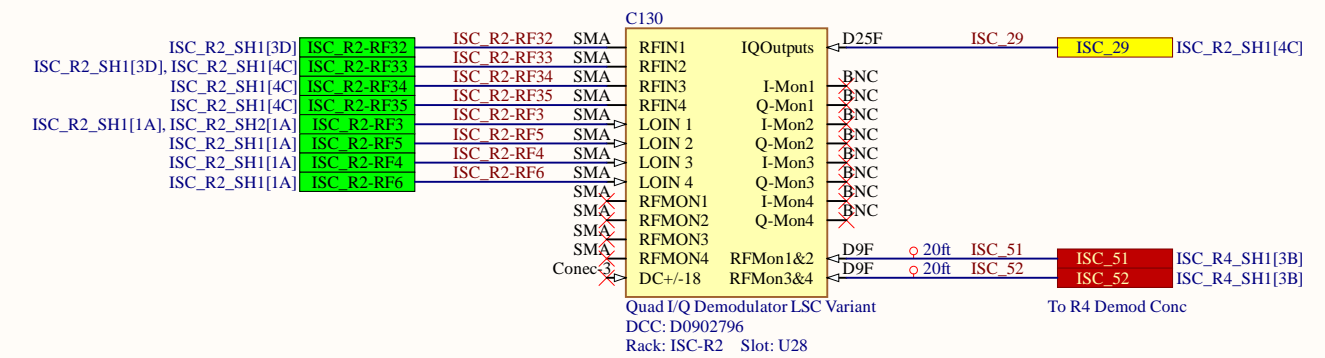 C130
ISC_R2_SH1[3D] ISC_R2-RF32 ISC_R2-RF32 SMA RFIN1 IQOutputs D25F ISC_29 ISC_29 ISC_R2_SH1[4C]
ISC_R2_SH1[3D], ISC_R2_SH1[4C] ISC_R2-RF33 ISC_R2-RF33 SMA RFIN2
ISC_R2_SH1[4C] ISC_R2-RF34 ISC_R2-RF34 SMA RFIN3 I-Mon1 BNC
ISC_R2_SH1[4C] ISC_R2-RF35 ISC_R2-RF35 SMA RFIN4 Q-Mon1 BNC
ISC_R2_SH1[1A], ISC_R2_SH2[1A] ISC_R2-RF3 ISC_R2-RF3 SMA LOIN 1 I-Mon2 BNC
ISC_R2_SH1[1A] ISC_R2-RF5 ISC_R2-RF5 SMA LOIN 2 Q-Mon2 BNC
ISC_R2_SH1[1A] ISC_R2-RF4 ISC_R2-RF4 SMA LOIN 3 I-Mon3 BNC
ISC_R2_SH1[1A] ISC_R2-RF6 ISC_R2-RF6 SMA LOIN 4 Q-Mon3 BNC
SMA RFMON1 I-Mon4 BNC
SMA RFMON2 Q-Mon4 BNC
SMA RFMON3
SMA RFMON4 RFMon1&2 D9F 20ft ISC_51 ISC_51 ISC_R4_SH1[3B]
Conec-3 DC+/-18 RFMon3&4 D9F 20ft ISC_52 ISC_52 ISC_R4_SH1[3B]
Quad I/Q Demodulator LSC Variant To R4 Demod Conc
DCC: D0902796
Rack: ISC-R2 Slot: U28